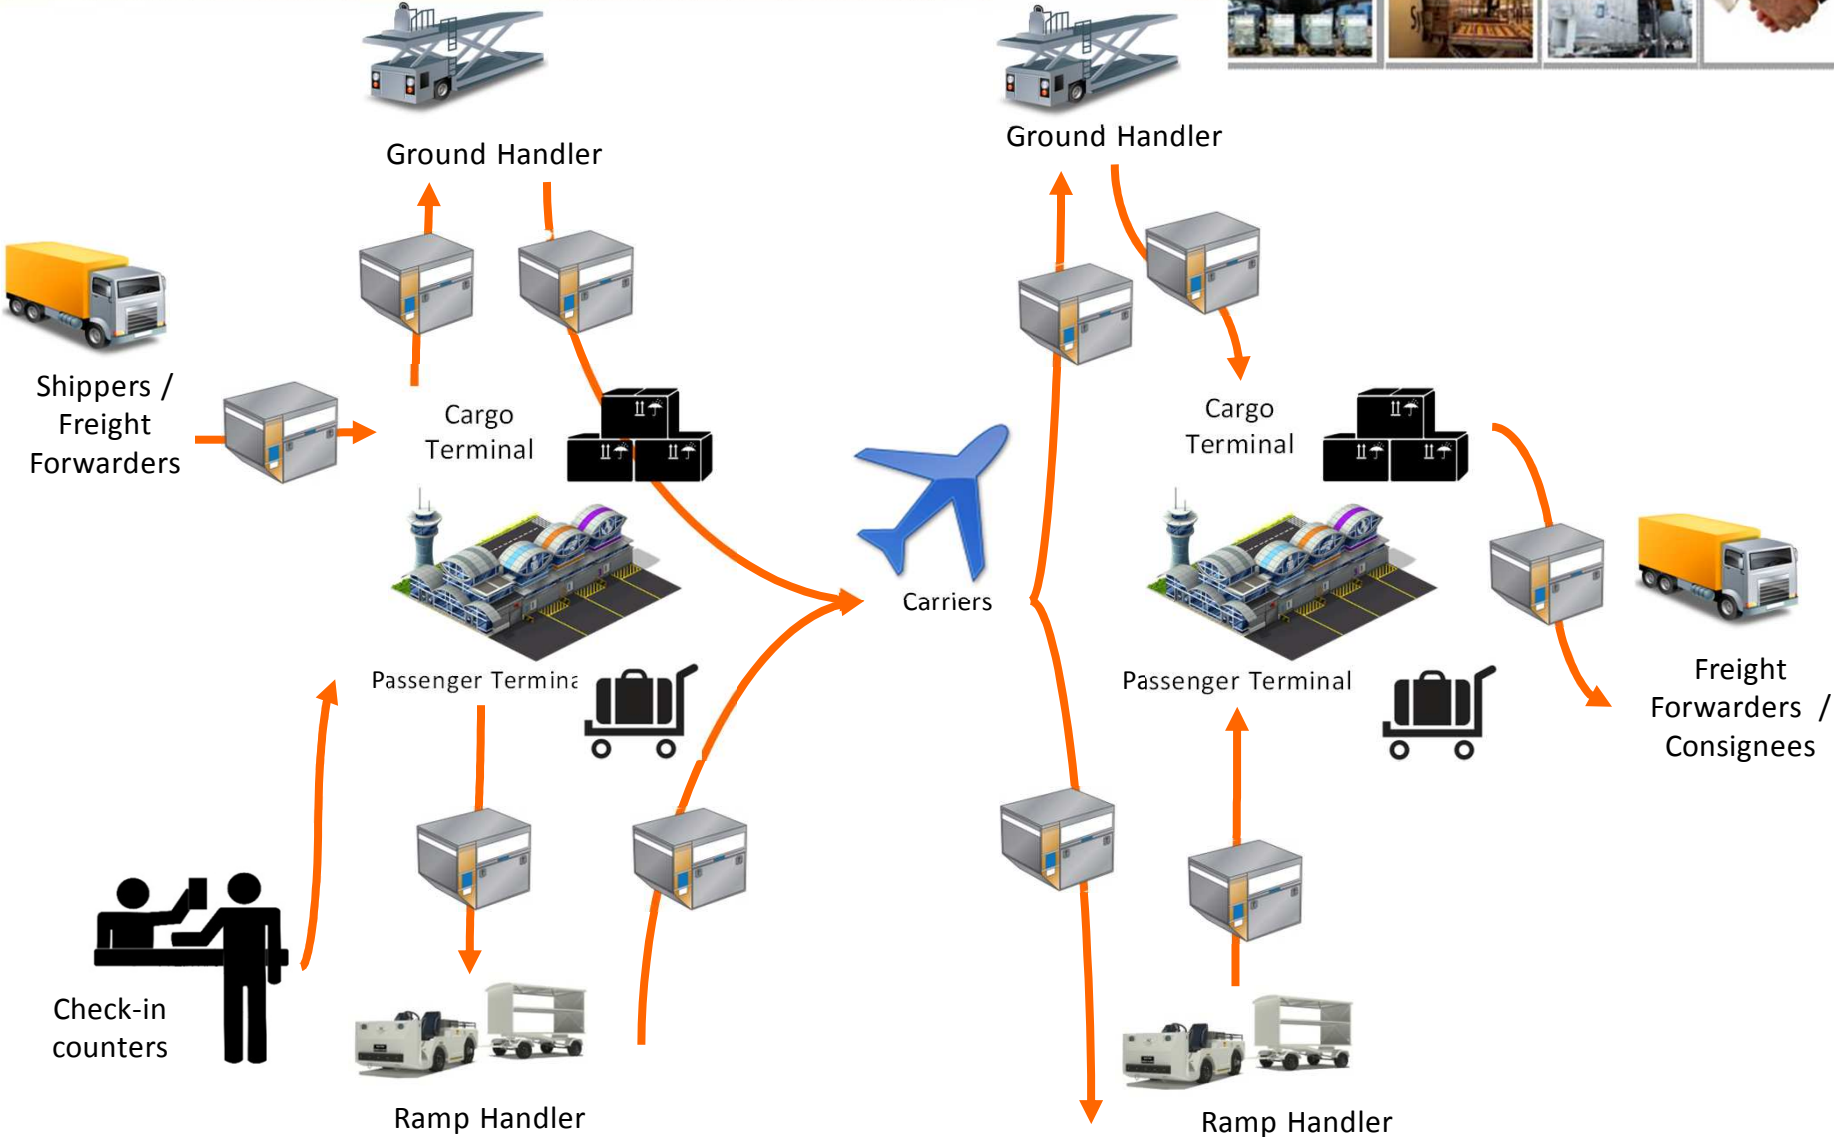 Ground Handler
Ground Handler
Shippers /
Freight
Forwarders
Cargo
Terminal
Cargo
Terminal
Carriers
Passenger Termina
Passenger Terminal
Freight
Forwarders /
Consignees
Check-in
counters
Ramp Handler
Ramp Handler